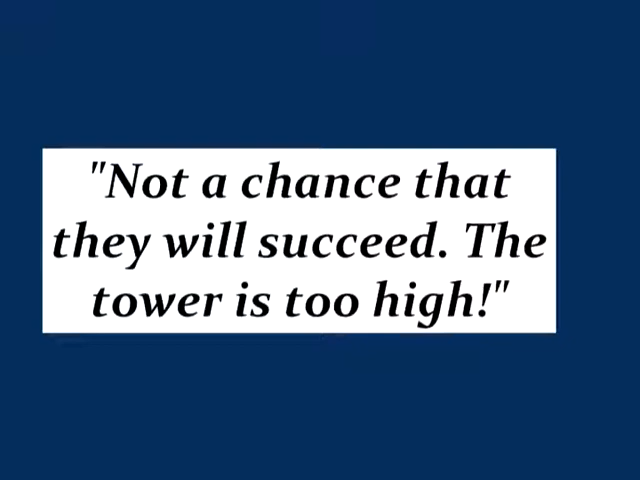 "Not a chance that
they will succeed. The
tower is too high!"